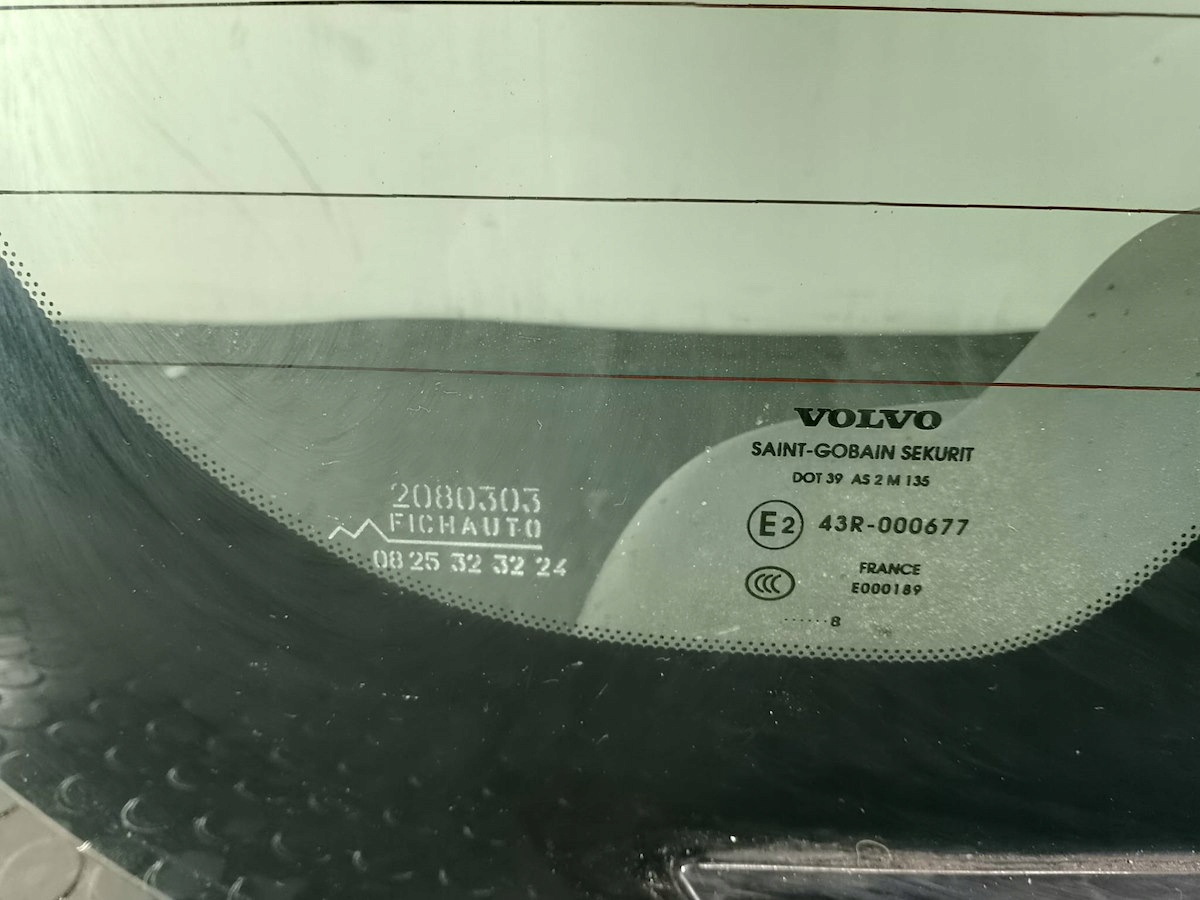 2080303
FICHAUTO
08 25 32 32 24
VOLVO
SAINT-GOBAIN SEKURIT
DOT 39 AS 2 M 135
E2 43R-000677
CCC
FRANCE
E000189
······8